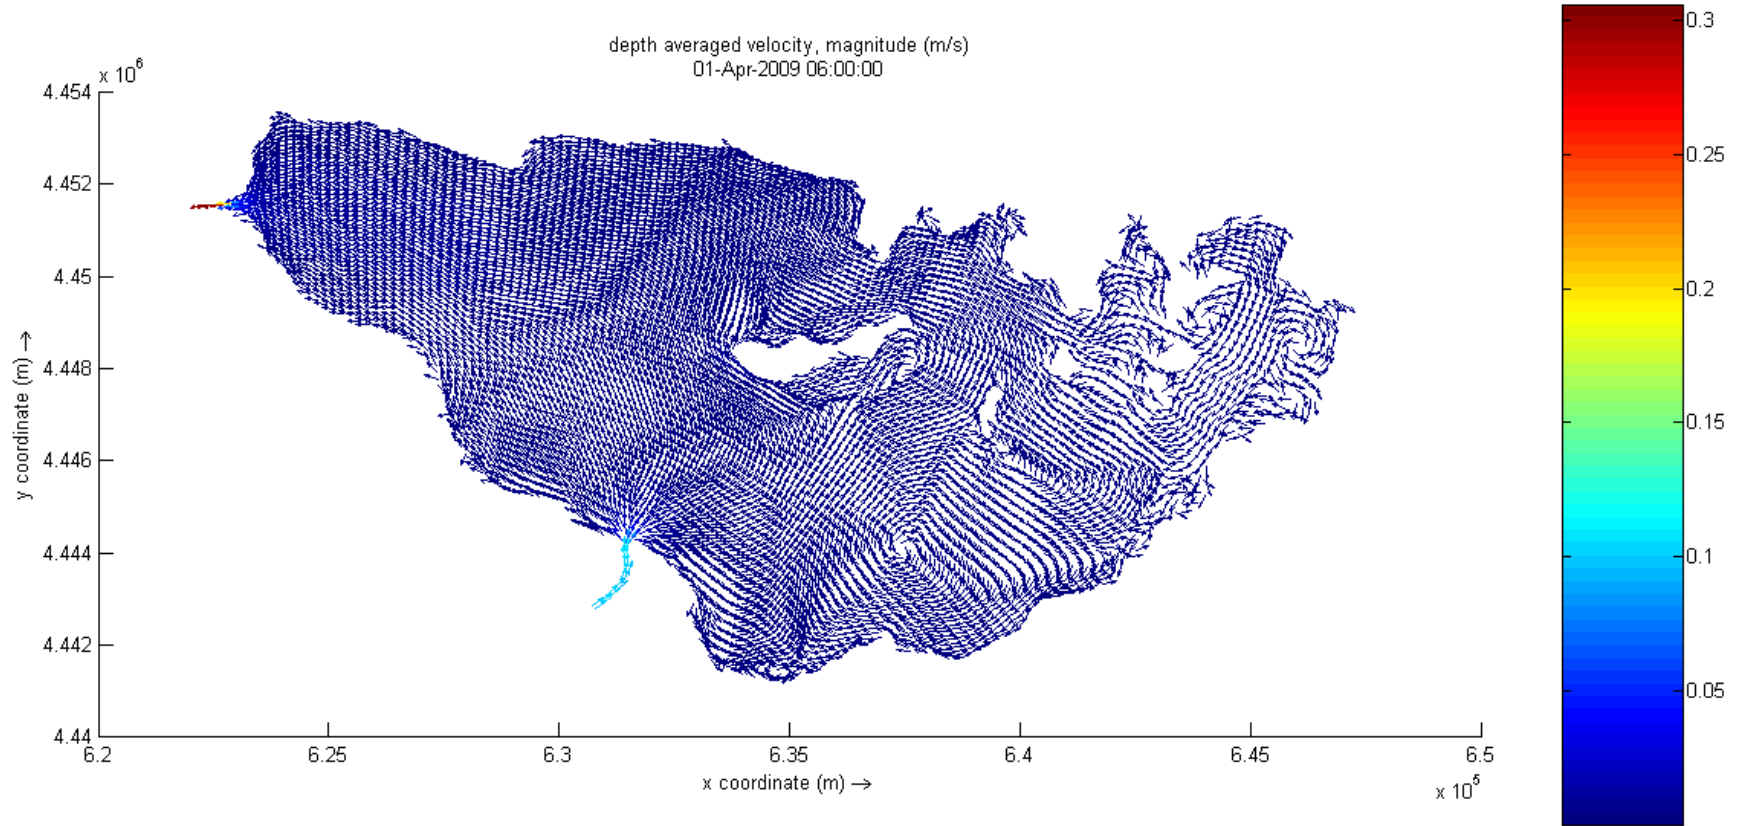 depth averaged velocity, magnitude (m/s)
01-Apr-2009 06:00:00
x 10^6
4.454
4.452
4.45
4.448
4.446
4.444
4.442
4.44
y coordinate (m) →
6.2 6.25 6.3 6.35 6.4 6.45 6.5
x coordinate (m) →
x 10^5
0.3
0.25
0.2
0.15
0.1
0.05